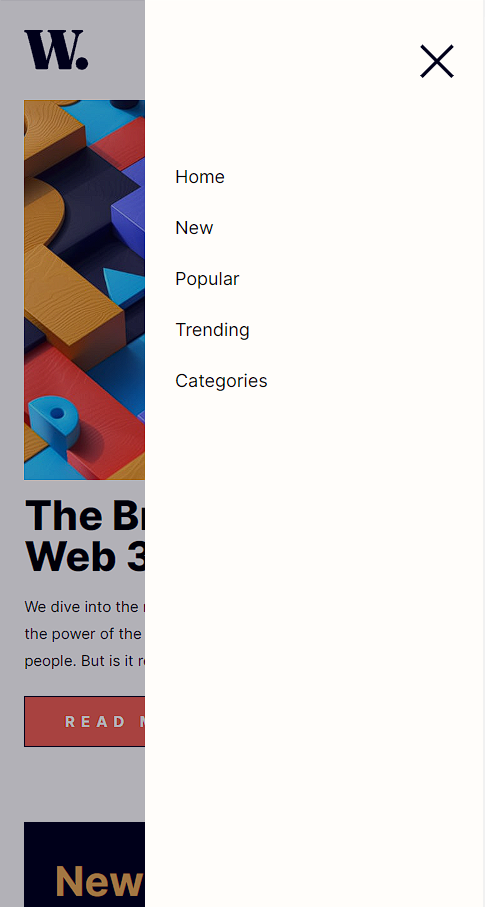 W.
Home
New
Popular
Trending
Categories
The
Web 3
We dive into the
the power of the
people. But is it
READ
New